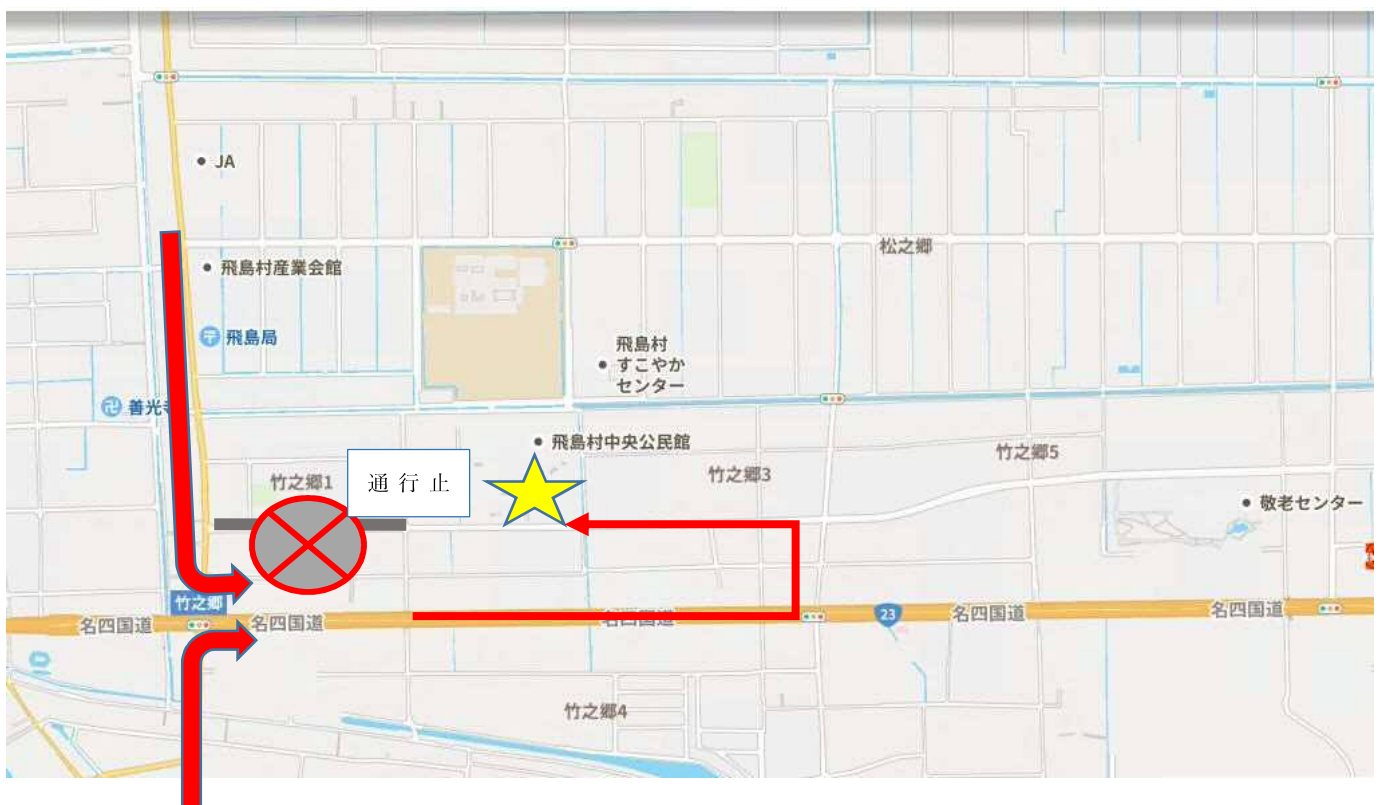 JA
松之郷
飛島村産業会館
飛島局
飛島村
すこやか
センター
善光寺
飛島村中央公民館
竹之郷5
竹之郷3
竹之郷1
通行止
敬老センター
竹之郷
名四国道
名四国道
名四国道
23
名四国道
名四国道
竹之郷4